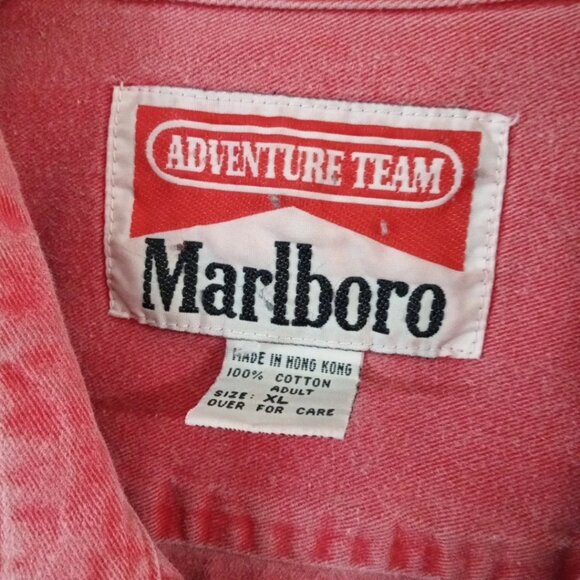 ADVENTURE TEAM
Marlboro
MADE IN HONG KONG
100% COTTON
ADULT
SIZE: XL
OVER FOR CARE